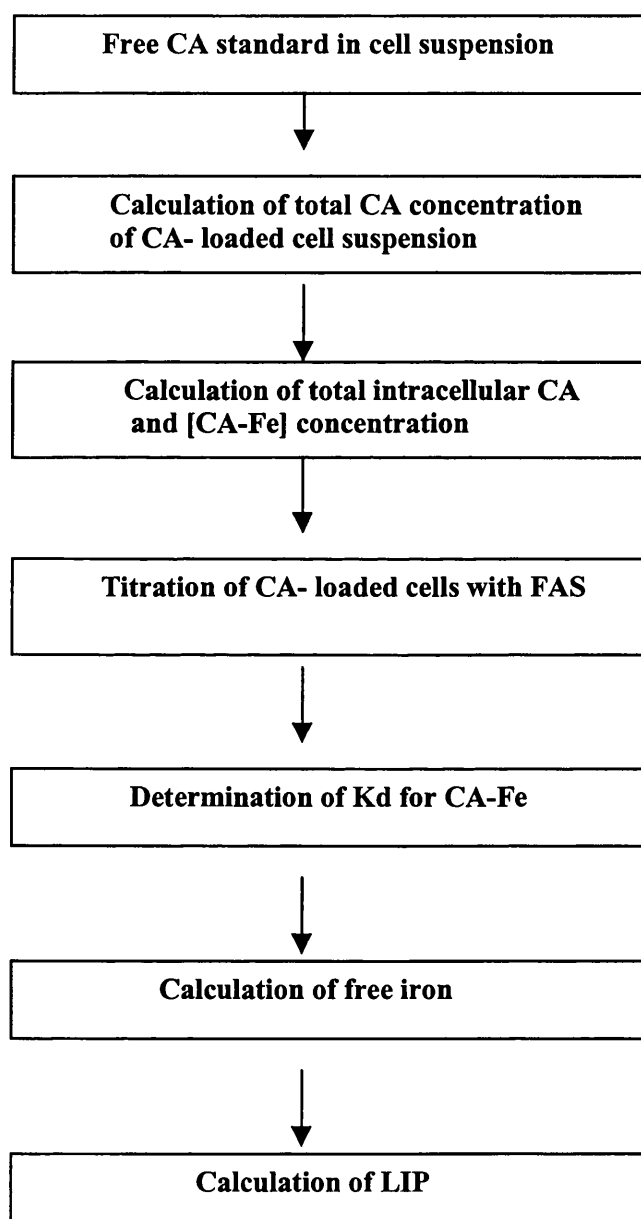 Free CA standard in cell suspension
Calculation of total CA concentration
of CA- loaded cell suspension
Calculation of total intracellular CA
and [CA-Fe] concentration
Titration of CA- loaded cells with FAS
Determination of Kd for CA-Fe
Calculation of free iron
Calculation of LIP